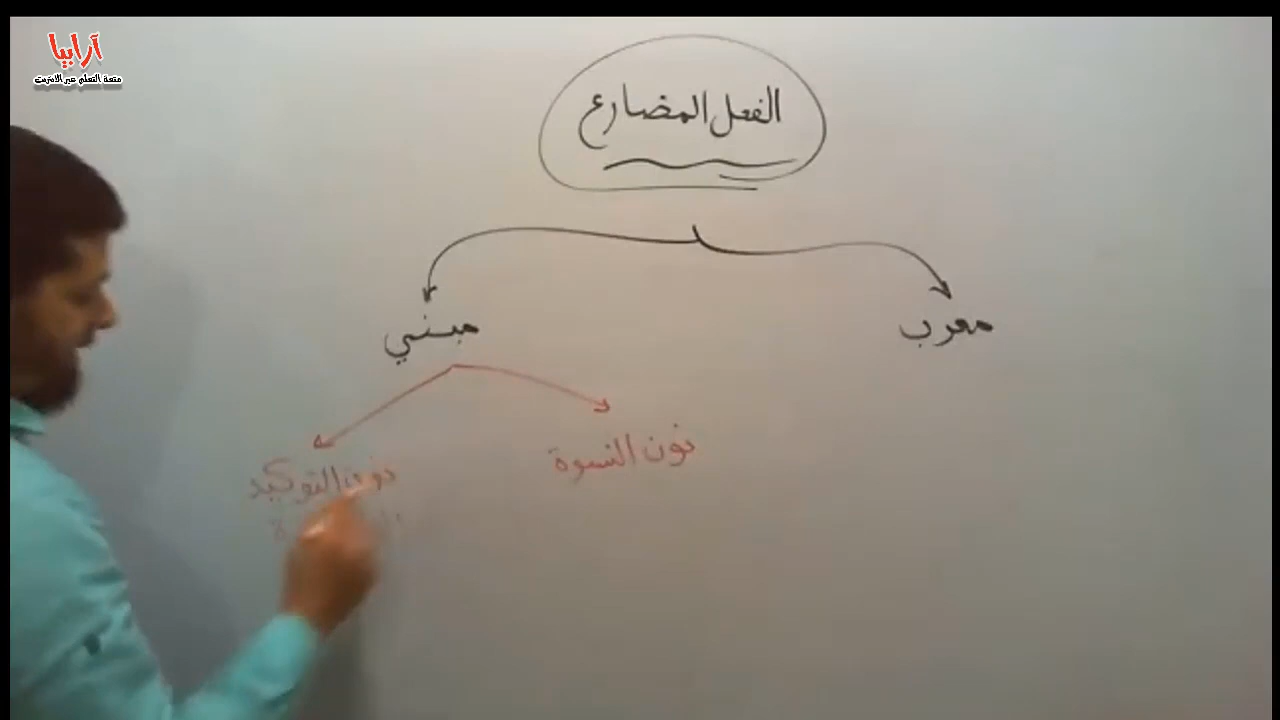 آرابيا
متعة التعلم عبر الانترنت
الفعل المضارع
معرب
مبني
نون النسوة
نون التوكيد